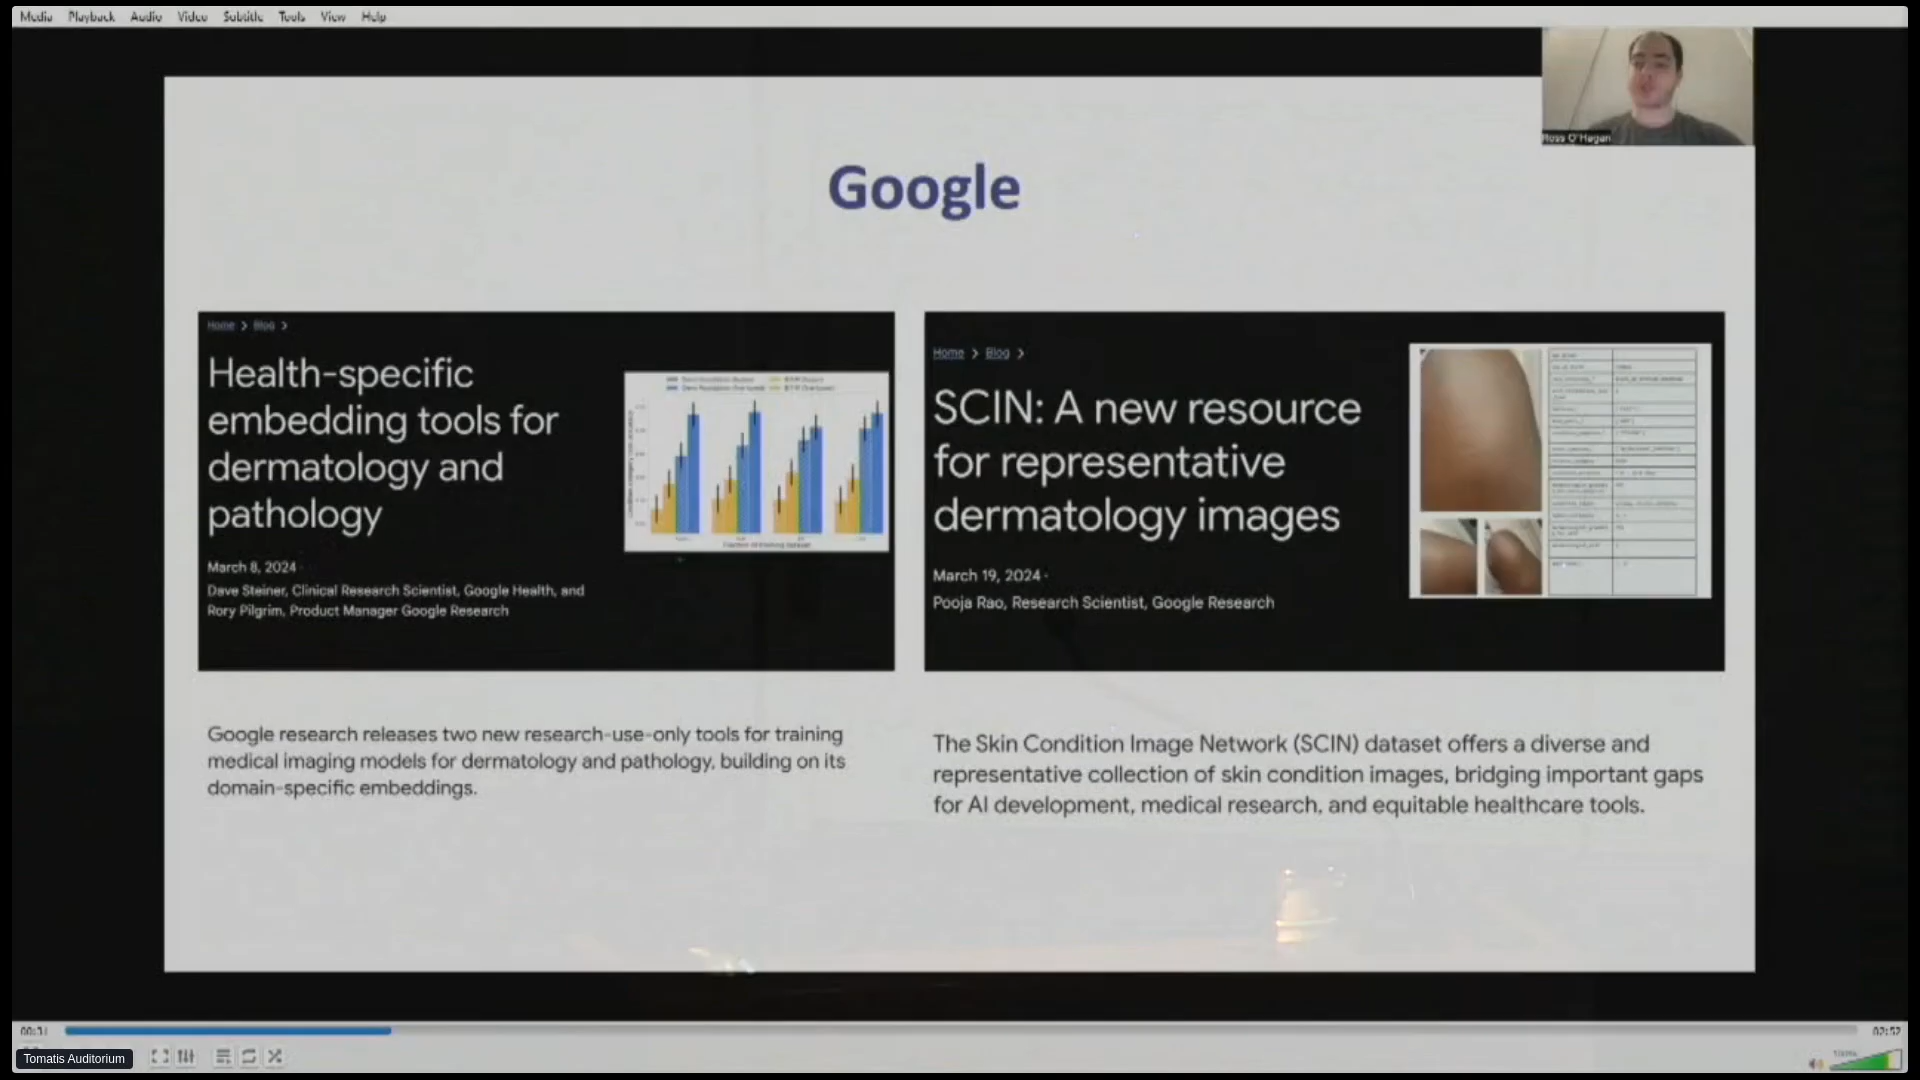 Media Playback Audio Video Subtitle Tools View Help
Ross O'Hagan
Google
Home > Blog >
Health-specific
embedding tools for
dermatology and
pathology
March 8, 2024 ·
Dave Steiner, Clinical Research Scientist, Google Health, and
Rory Pilgrim, Product Manager Google Research
Home > Blog >
SCIN: A new resource
for representative
dermatology images
March 19, 2024 ·
Pooja Rao, Research Scientist, Google Research
Google research releases two new research-use-only tools for training
medical imaging models for dermatology and pathology, building on its
domain-specific embeddings.
The Skin Condition Image Network (SCIN) dataset offers a diverse and
representative collection of skin condition images, bridging important gaps
for AI development, medical research, and equitable healthcare tools.
00:31
02:52
Tomatis Auditorium